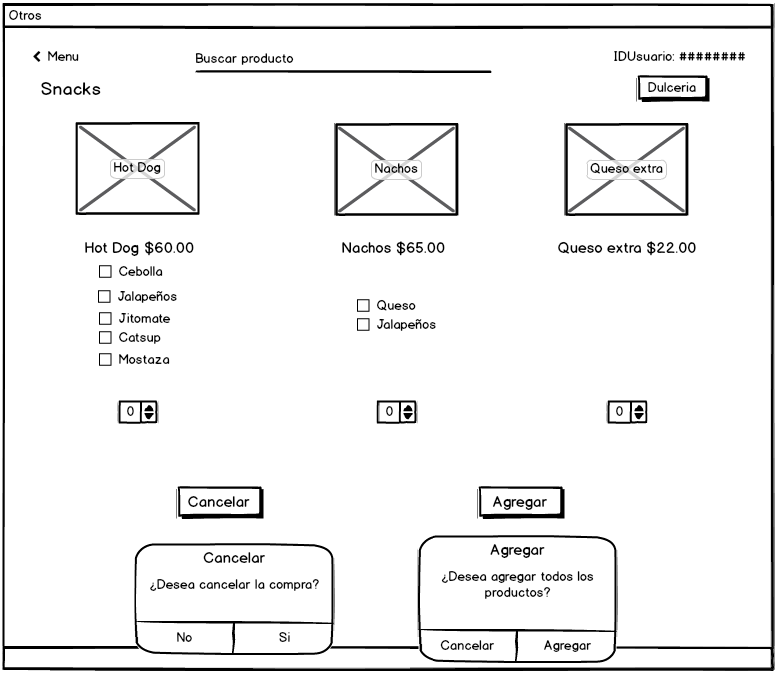 Otros
Menu
Buscar producto
IDUsuario: ########
Snacks
Dulceria
Hot Dog
Nachos
Queso extra
Hot Dog $60.00
Nachos $65.00
Queso extra $22.00
Cebolla
Jalapeños
Jitomate
Catsup
Mostaza
Queso
Jalapeños
0
0
0
Cancelar
Agregar
Cancelar
¿Desea cancelar la compra?
No
Si
Agregar
¿Desea agregar todos los
productos?
Cancelar
Agregar